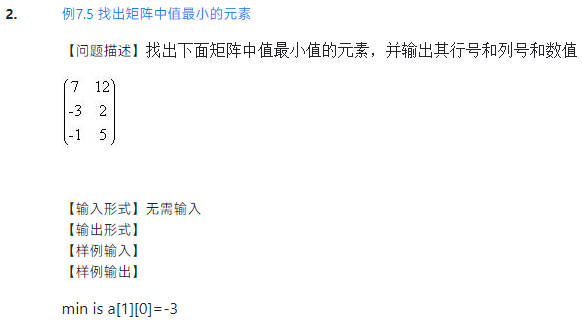 2. 例7.5 找出矩阵中值最小的元素
【问题描述】找出下面矩阵中值最小值的元素，并输出其行号和列号和数值
7 12
-3 2
-1 5
【输入形式】无需输入
【输出形式】
【样例输入】
【样例输出】
min is a[1][0]=-3